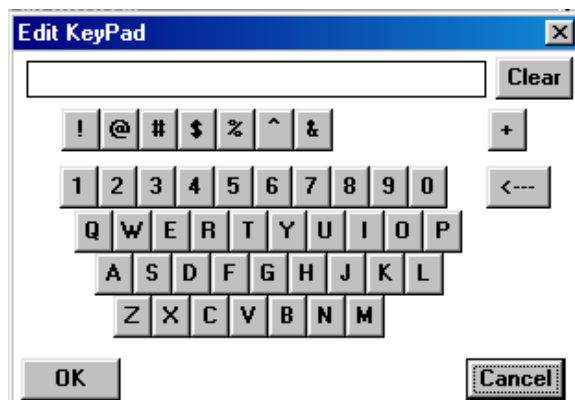 Edit KeyPad
Clear
! @ # $ % ^ & +
1 2 3 4 5 6 7 8 9 0 <---
Q W E R T Y U I O P
A S D F G H J K L
Z X C V B N M
OK Cancel